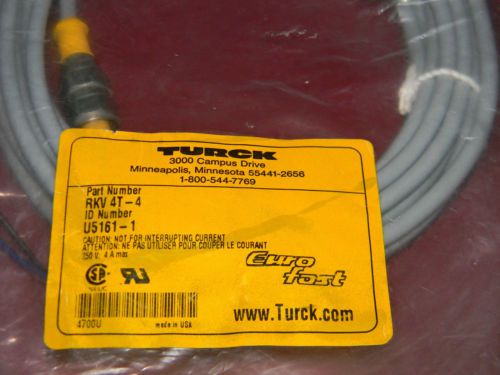 TURCK
3000 Campus Drive
Minneapolis, Minnesota 55441-2656
1-800-544-7769
Part Number
RKV 4T-4
ID Number
U5161-1
CAUTION: NOT FOR INTERRUPTING CURRENT
ATTENTION: NE PAS UTILISER POUR COUPER LE COURANT
250 V, 4 A max
Euro
fast
www.Turck.com
4700U
made in USA